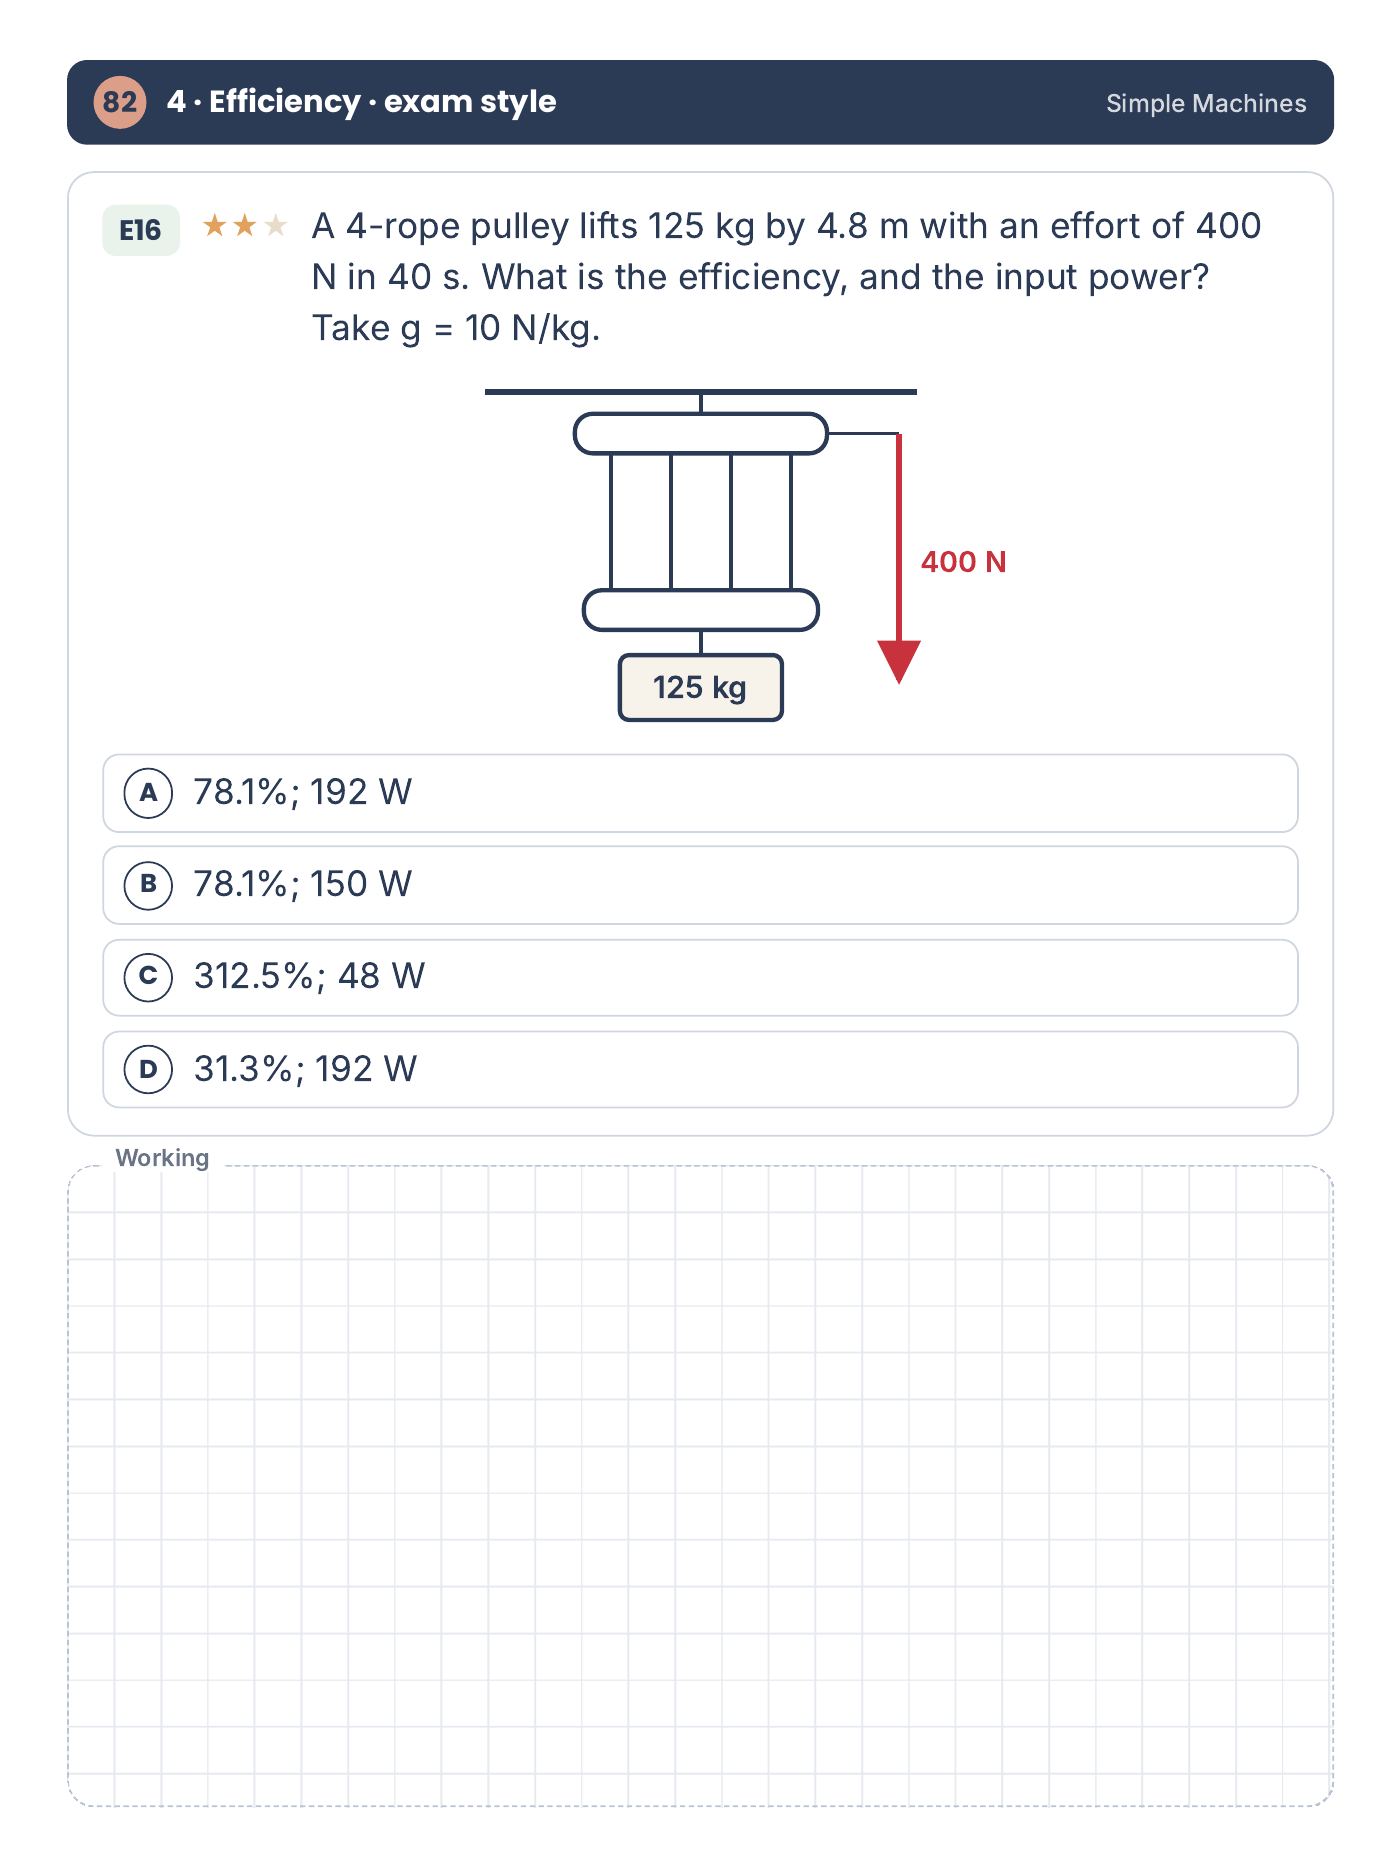 82 4 · Efficiency · exam style Simple Machines
E16 ★★★ A 4-rope pulley lifts 125 kg by 4.8 m with an effort of 400
N in 40 s. What is the efficiency, and the input power?
Take g = 10 N/kg.
400 N
125 kg
A 78.1%; 192 W
B 78.1%; 150 W
C 312.5%; 48 W
D 31.3%; 192 W
Working